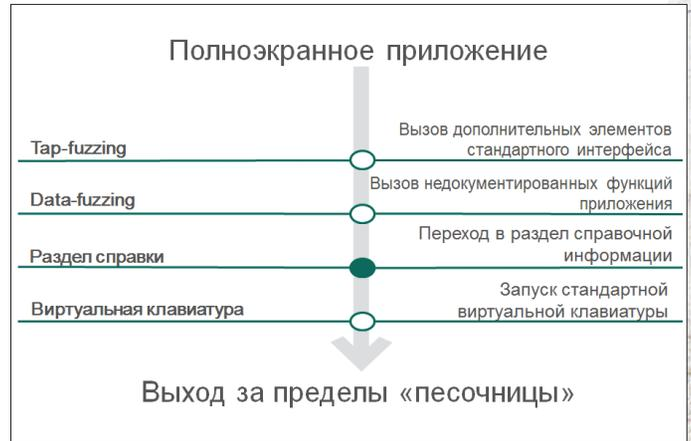 Полноэкранное приложение
Tap-fuzzing
Вызов дополнительных элементов
стандартного интерфейса
Data-fuzzing
Вызов недокументированных функций
приложения
Раздел справки
Переход в раздел справочной
информации
Виртуальная клавиатура
Запуск стандартной
виртуальной клавиатуры
Выход за пределы «песочницы»